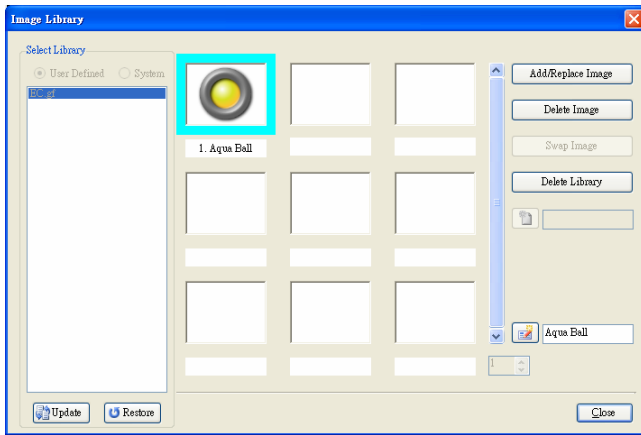 Image Library
Select Library
User Defined
System
EC.gf
1. Aqua Ball
Add/Replace Image
Delete Image
Swap Image
Delete Library
Aqua Ball
1
Update
Restore
Close